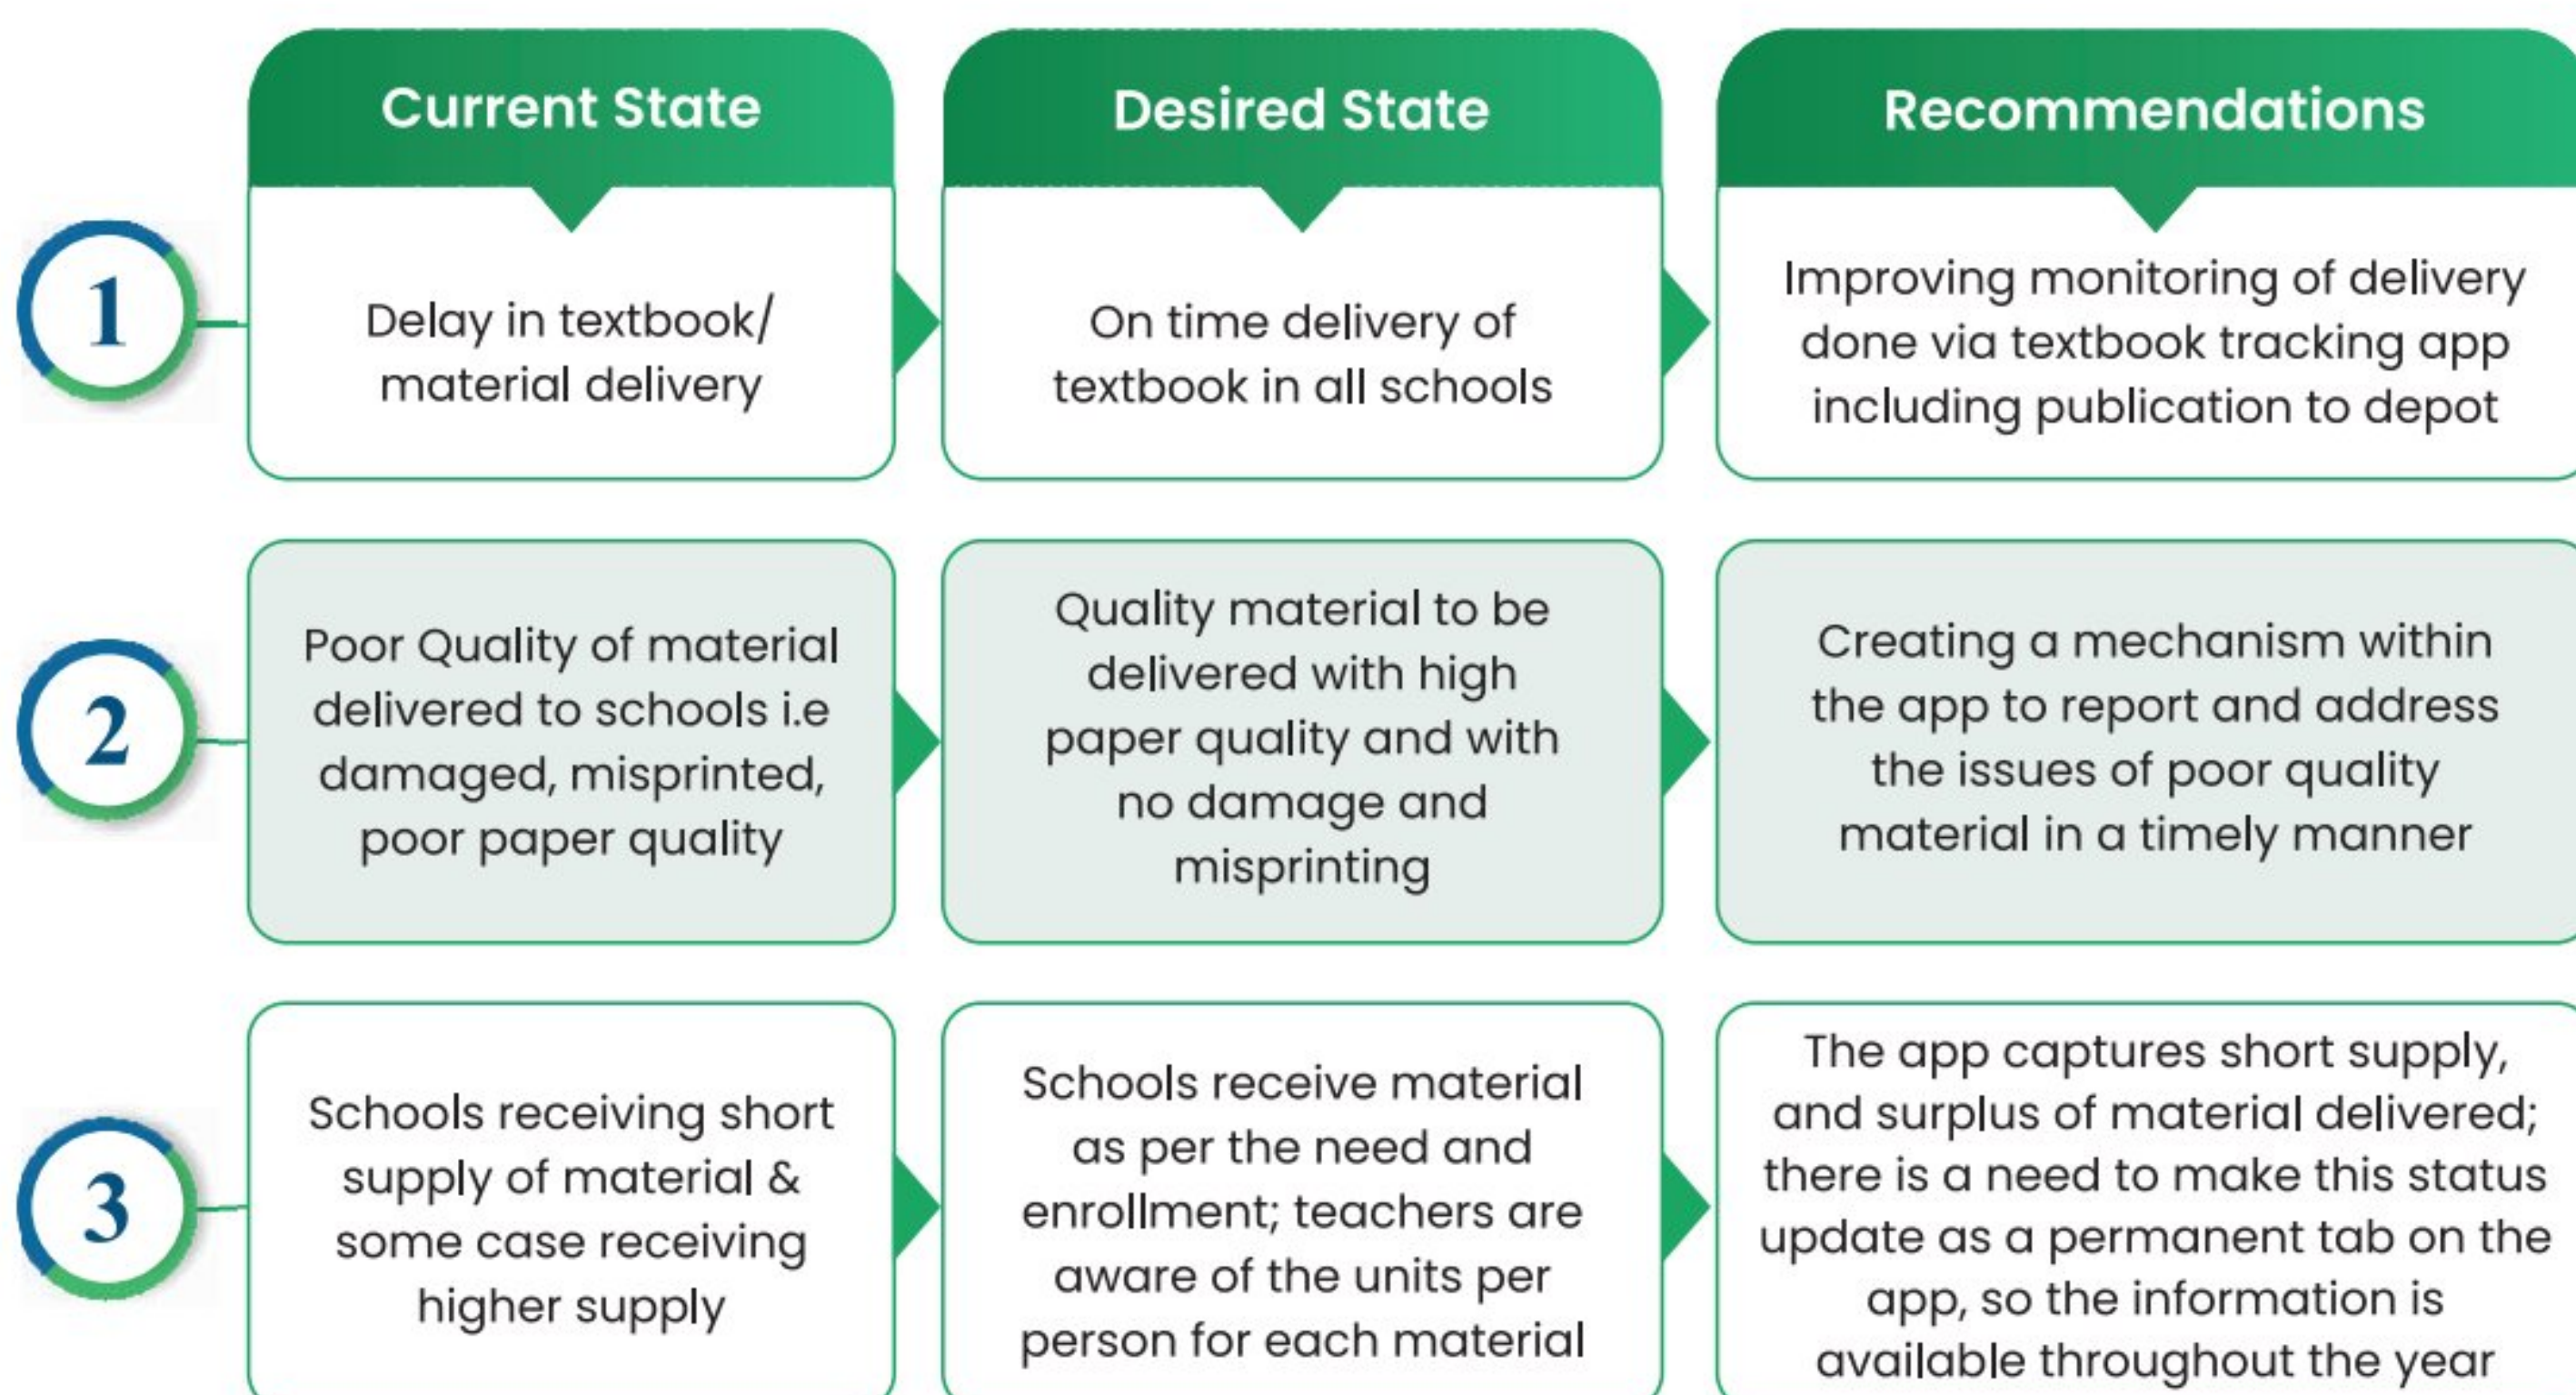 Current State
Desired State
Recommendations
1
Delay in textbook/
material delivery
On time delivery of
textbook in all schools
Improving monitoring of delivery
done via textbook tracking app
including publication to depot
2
Poor Quality of material
delivered to schools i.e
damaged, misprinted,
poor paper quality
Quality material to be
delivered with high
paper quality and with
no damage and
misprinting
Creating a mechanism within
the app to report and address
the issues of poor quality
material in a timely manner
3
Schools receiving short
supply of material &
some case receiving
higher supply
Schools receive material
as per the need and
enrollment; teachers are
aware of the units per
person for each material
The app captures short supply,
and surplus of material delivered;
there is a need to make this status
update as a permanent tab on the
app, so the information is
available throughout the year